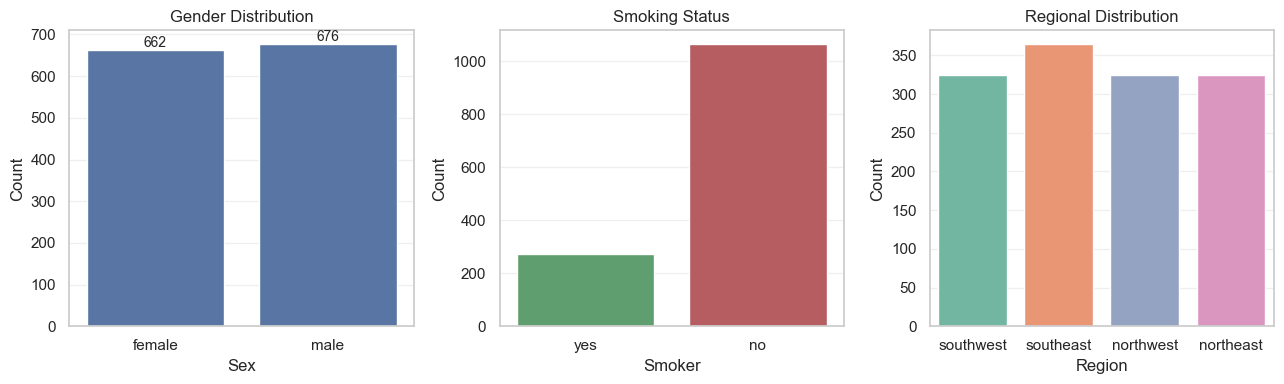 Gender Distribution
700
600
500
400
300
200
100
0
Count
662
676
female
male
Sex
Smoking Status
1000
800
600
400
200
0
Count
yes
no
Smoker
Regional Distribution
350
300
250
200
150
100
50
0
Count
southwest
southeast
northwest
northeast
Region